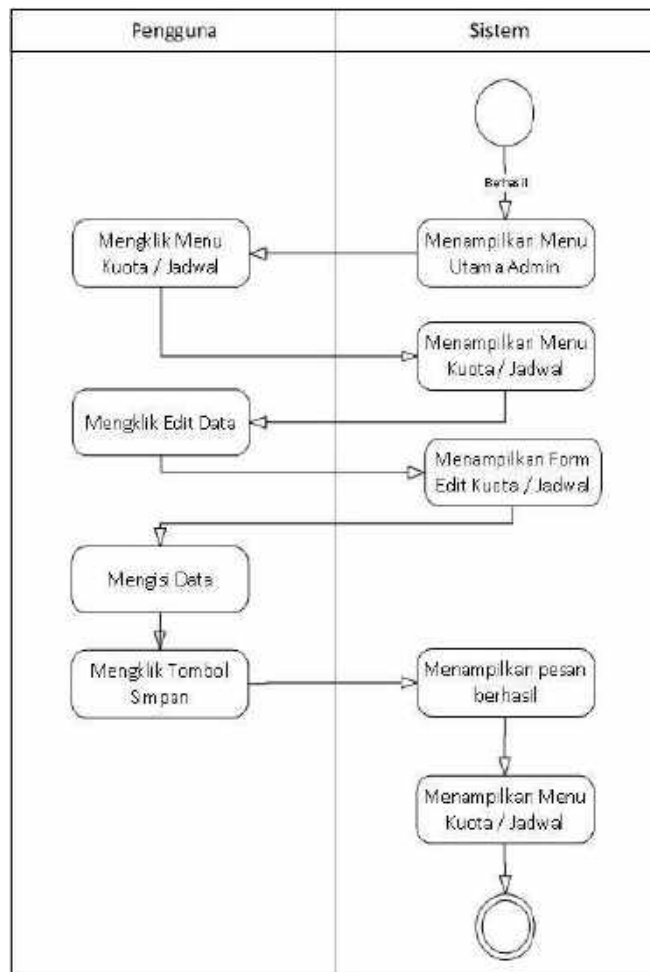 Pengguna
Sistem
Berhasil
Menampilkan Menu
Utama Admin
Mengklik Menu
Kuota / Jadwal
Menampilkan Menu
Kuota / Jadwal
Mengklik Edit Data
Menampilkan Form
Edit Kuota / Jadwal
Mengisi Data
Mengklik Tombol
Simpan
Menampilkan pesan
berhasil
Menampilkan Menu
Kuota / Jadwal